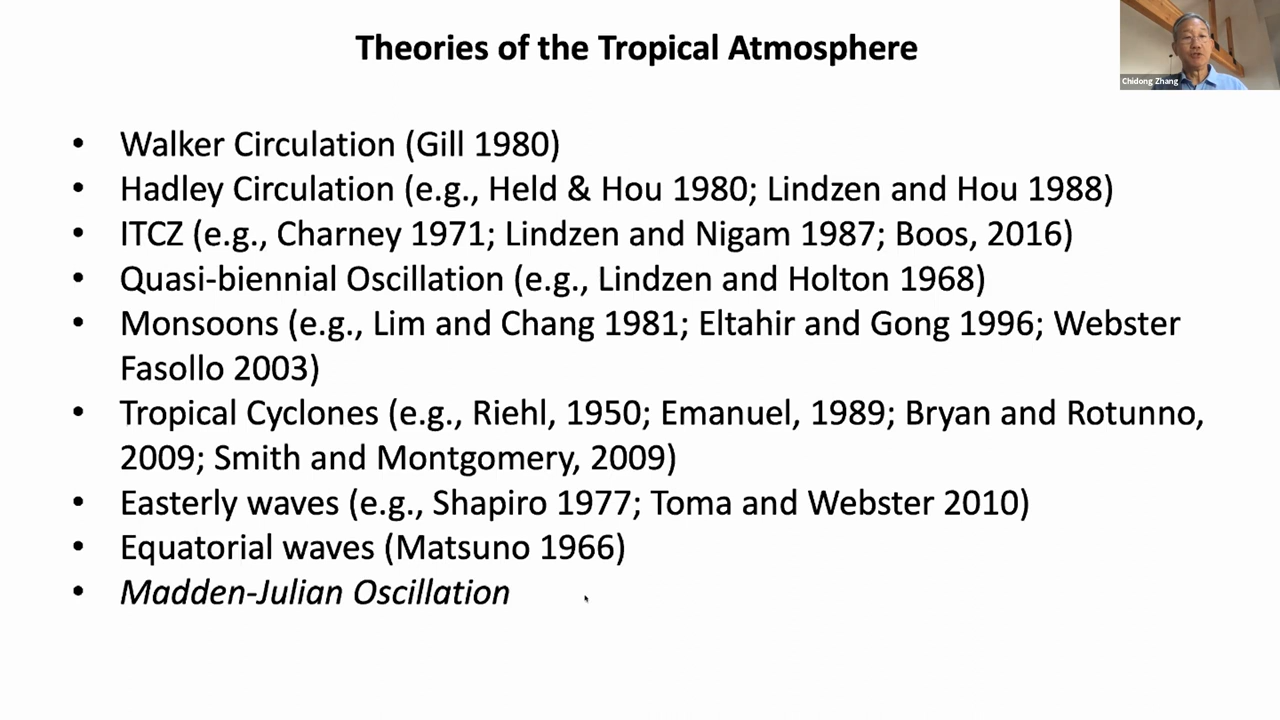 Theories of the Tropical Atmosphere
Chidong Zhang
• Walker Circulation (Gill 1980)
• Hadley Circulation (e.g., Held & Hou 1980; Lindzen and Hou 1988)
• ITCZ (e.g., Charney 1971; Lindzen and Nigam 1987; Boos, 2016)
• Quasi-biennial Oscillation (e.g., Lindzen and Holton 1968)
• Monsoons (e.g., Lim and Chang 1981; Eltahir and Gong 1996; Webster
Fasollo 2003)
• Tropical Cyclones (e.g., Riehl, 1950; Emanuel, 1989; Bryan and Rotunno,
2009; Smith and Montgomery, 2009)
• Easterly waves (e.g., Shapiro 1977; Toma and Webster 2010)
• Equatorial waves (Matsuno 1966)
• Madden-Julian Oscillation